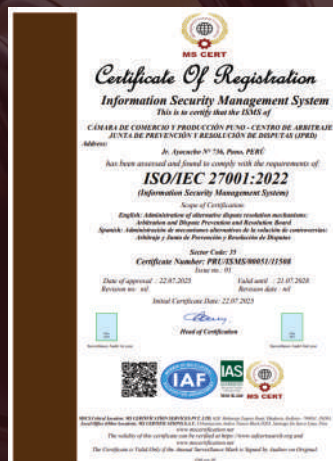 MS CERT
Certificate Of Registration
Information Security Management System
This is to certify that the ISMS of
CÁMARA DE COMERCIO Y PRODUCCIÓN PUNO - CENTRO DE ARBITRAJE
JUNTA DE PREVENCIÓN Y RESOLUCIÓN DE DISPUTAS (JPRD)
Address:
Jr. Ayacucho N° 736, Puno, PERÚ
has been assessed and found to comply with the requirements of
ISO/IEC 27001:2022
(Information Security Management System)
Scope of Certification
English: Administration of alternative dispute resolution mechanisms:
Arbitration and Dispute Prevention and Resolution Board
Spanish: Administración de mecanismos alternativos de la solución de controversias:
Arbitraje y Junta de Prevención y Resolución de Disputas
Sector Code: 35
Certificate Number: PRU/ISMS/00051/11508
Issue no.: 01
Date of approval : 22.07.2025
Valid until : 21.07.2028
Revision no: nil
Revision date : nil
Initial Certificate Date: 22.07.2025
Head of Certification
IAF
IAS
MS CERT